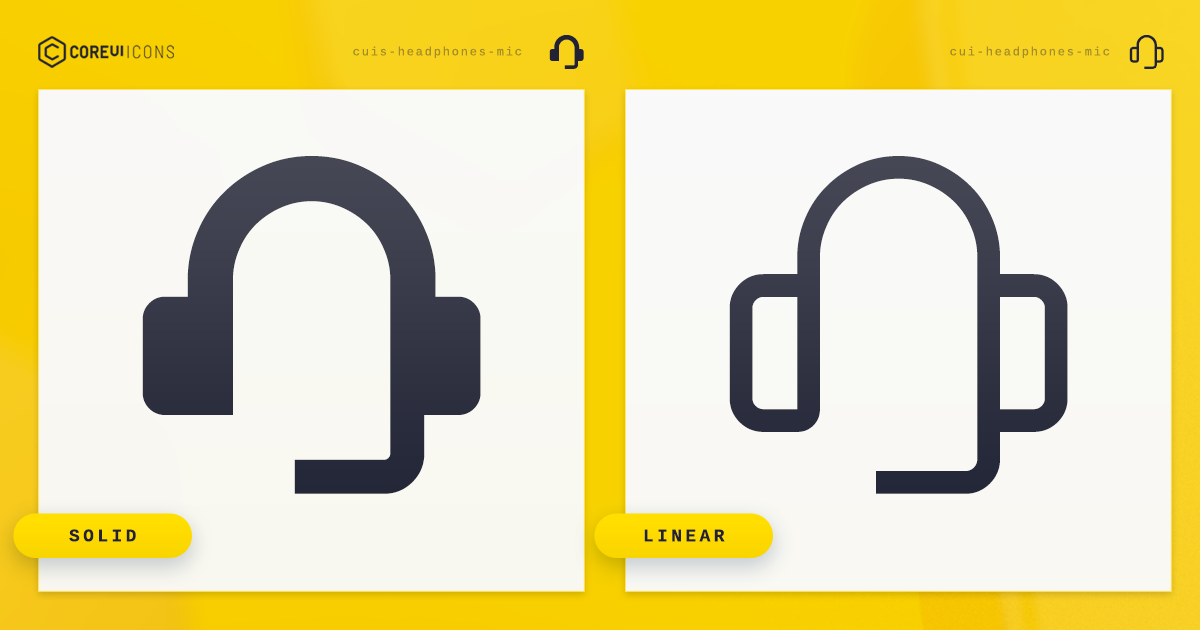 COREUI ICONS
cuis-headphones-mic
cui-headphones-mic
SOLID
LINEAR